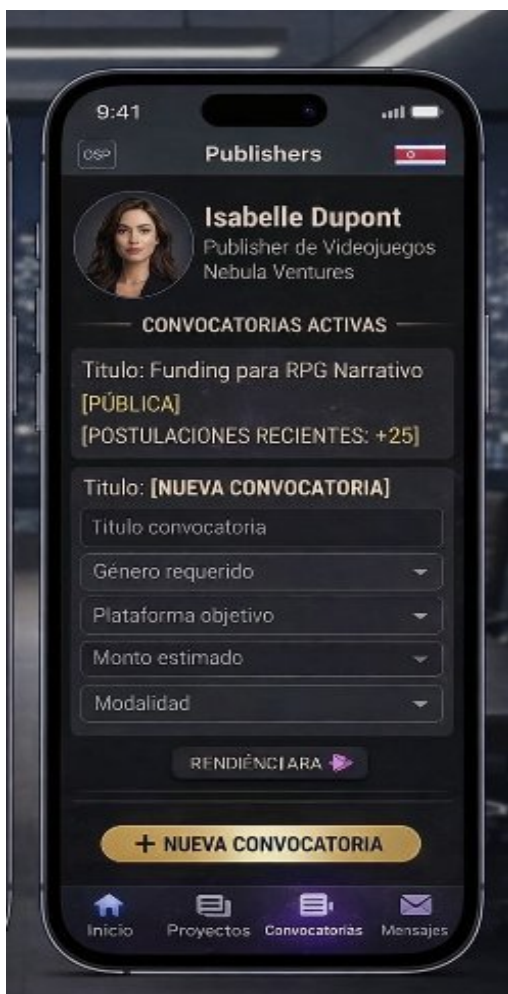 9:41
OSP
Publishers
Isabelle Dupont
Publisher de Videojuegos
Nebula Ventures
CONVOCATORIAS ACTIVAS
Titulo: Funding para RPG Narrativo
[PÚBLICA]
[POSTULACIONES RECIENTES: +25]
Titulo: [NUEVA CONVOCATORIA]
Titulo convocatoria
Género requerido
Plataforma objetivo
Monto estimado
Modalidad
RENDIÉNCIARA
+ NUEVA CONVOCATORIA
Inicio
Proyectos
Convocatorias
Mensajes